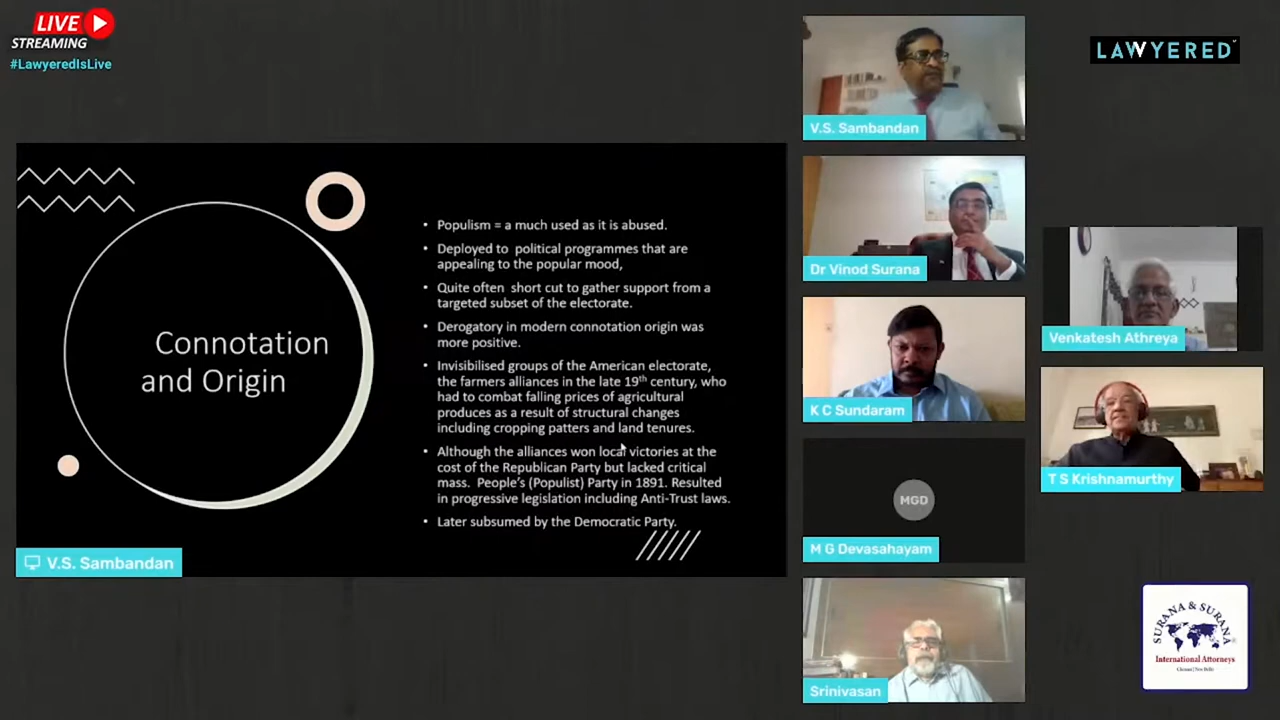 LIVE
STREAMING
#LawyeredIsLive
LAWYERED
Connotation
and Origin
• Populism = a much used as it is abused.
• Deployed to political programmes that are
appealing to the popular mood,
• Quite often short cut to gather support from a
targeted subset of the electorate.
• Derogatory in modern connotation origin was
more positive.
• Invisibilised groups of the American electorate,
the farmers alliances in the late 19th century, who
had to combat falling prices of agricultural
produces as a result of structural changes
including cropping patters and land tenures.
• Although the alliances won local victories at the
cost of the Republican Party but lacked critical
mass. People's (Populist) Party in 1891. Resulted
in progressive legislation including Anti-Trust laws.
• Later subsumed by the Democratic Party.
V.S. Sambandan
V.S. Sambandan
Dr Vinod Surana
K C Sundaram
MGD
M G Devasahayam
Srinivasan
Venkatesh Athreya
T S Krishnamurthy
SURANA & SURANA
International Attorneys
Chennai | New Delhi